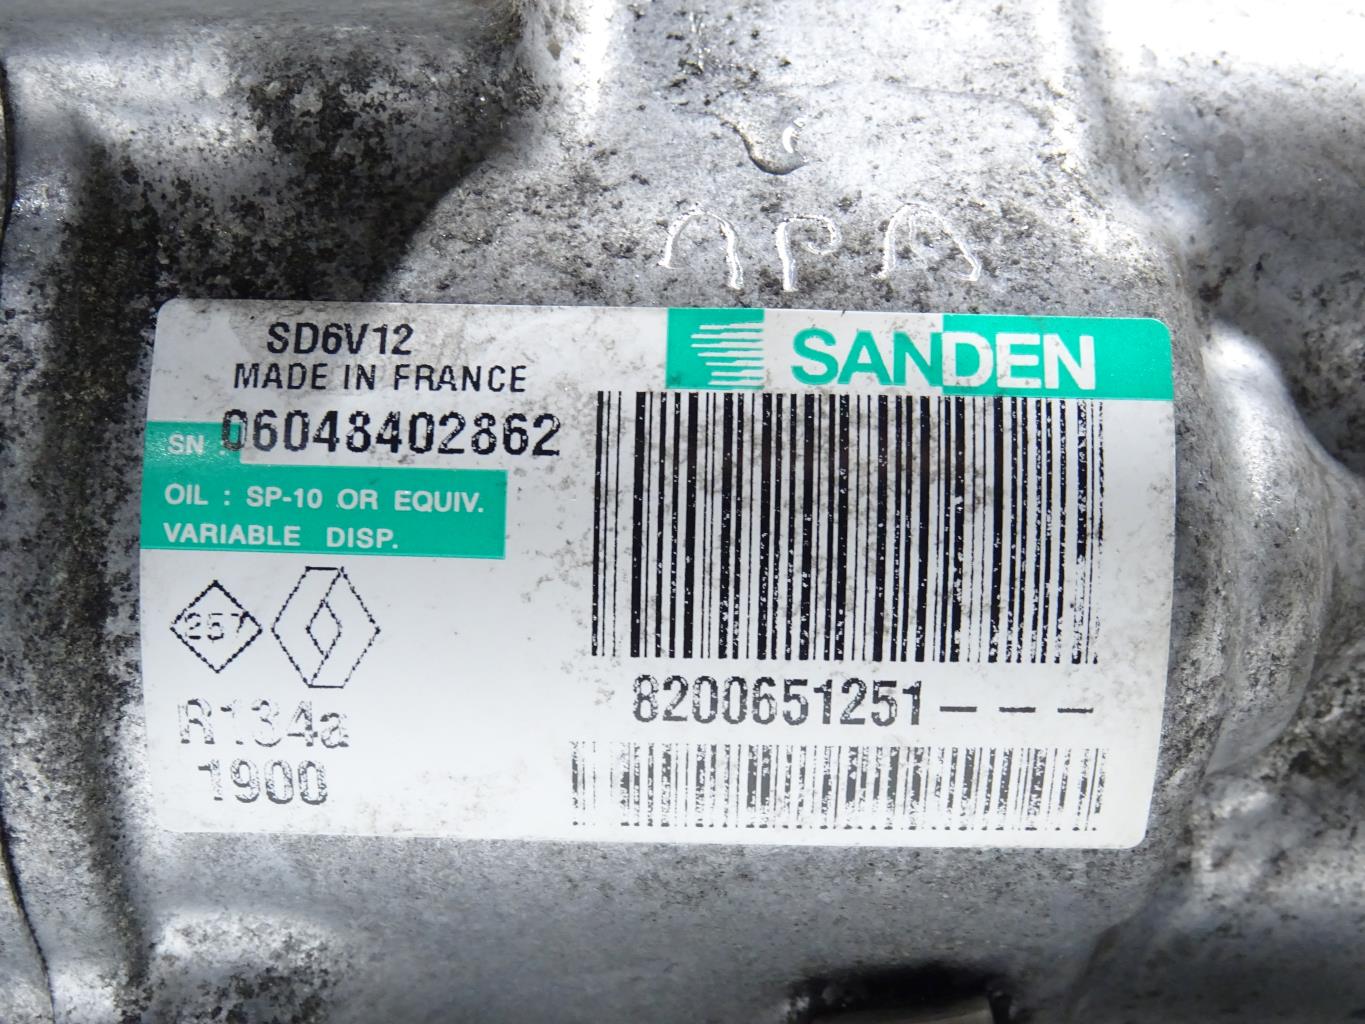 SD6V12
MADE IN FRANCE
SANDEN
SN : 06048402862
OIL : SP-10 OR EQUIV.
VARIABLE DISP.
257
R134a
1900
8200651251---